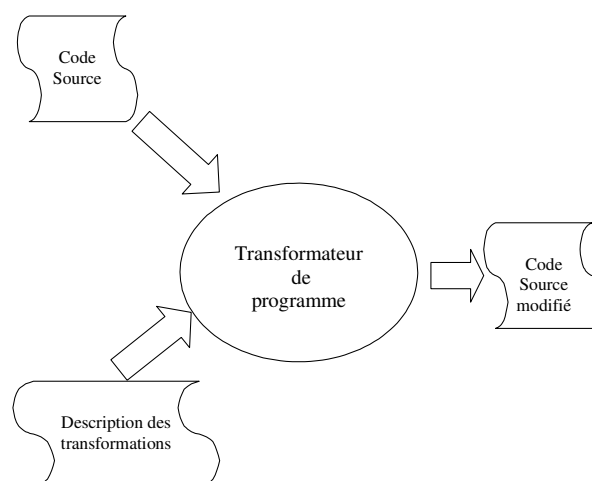 Code
Source
Transformateur
de
programme
Code
Source
modifié
Description des
transformations